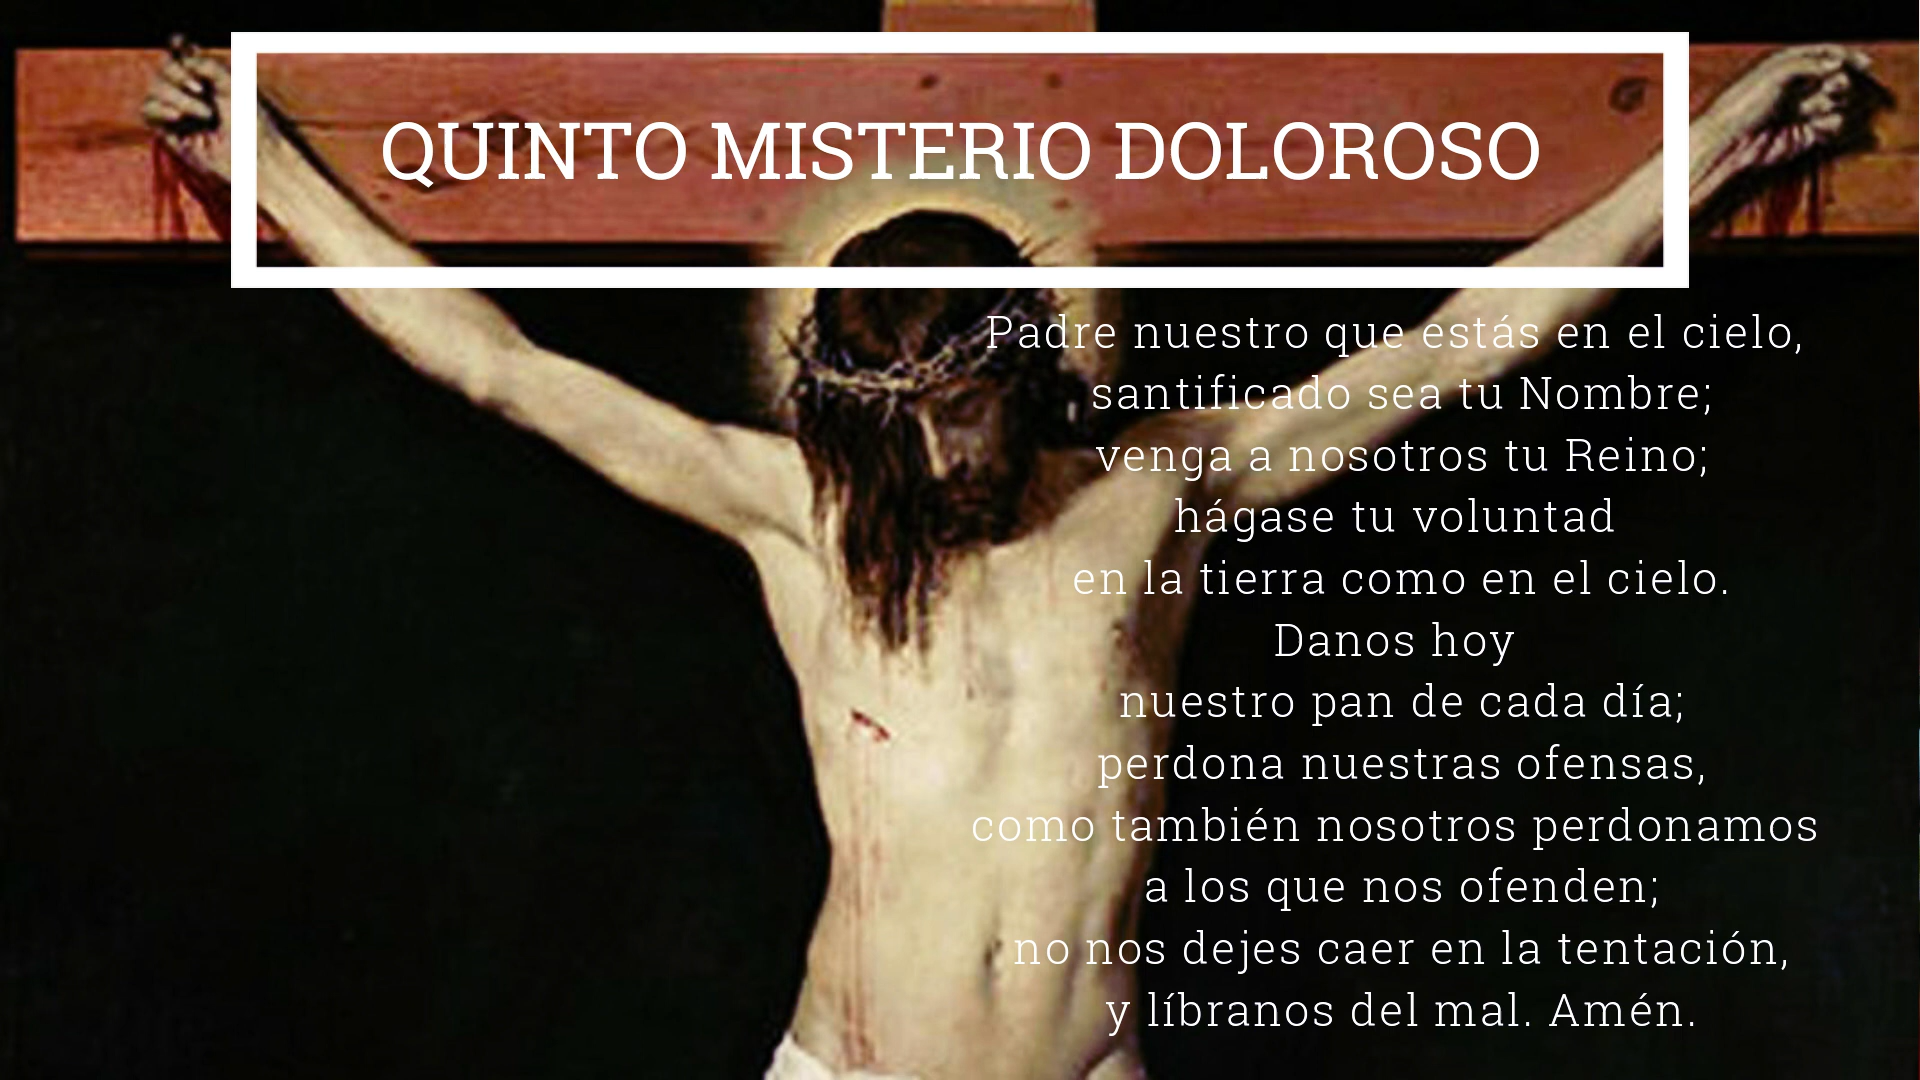 QUINTO MISTERIO DOLOROSO
Padre nuestro que estás en el cielo,
santificado sea tu Nombre;
venga a nosotros tu Reino;
hágase tu voluntad
en la tierra como en el cielo.
Danos hoy
nuestro pan de cada día;
perdona nuestras ofensas,
como también nosotros perdonamos
a los que nos ofenden;
no nos dejes caer en la tentación,
y líbranos del mal. Amén.